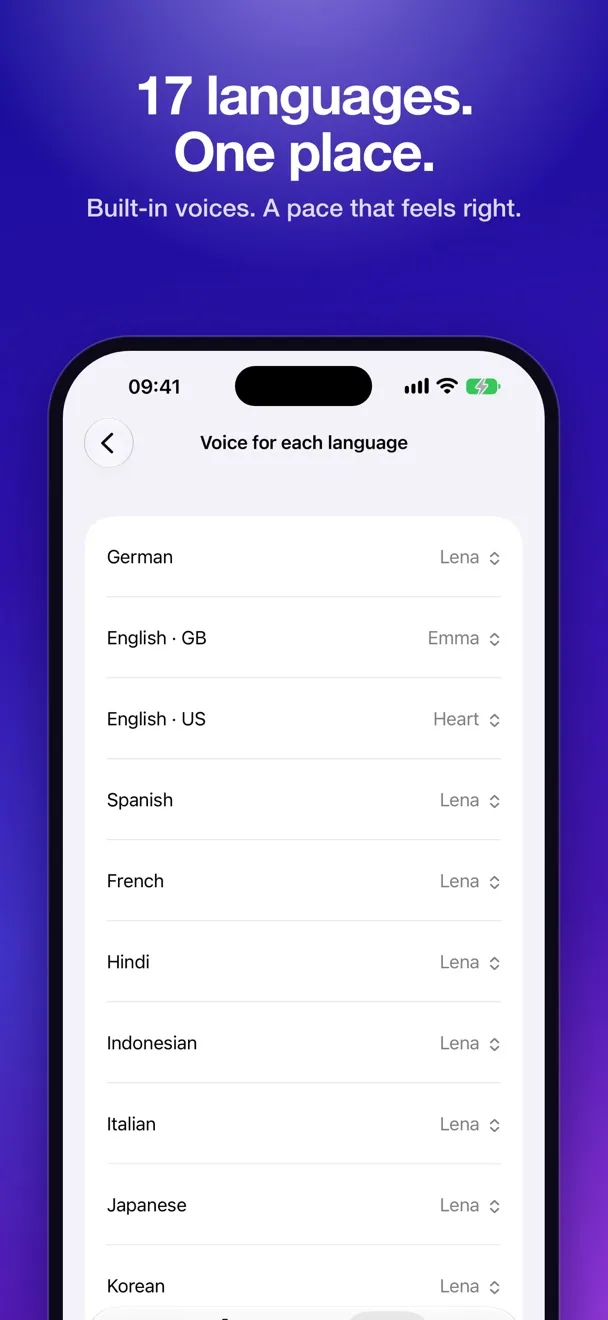 17 languages.
One place.
Built-in voices. A pace that feels right.
09:41
Voice for each language
German Lena
English · GB Emma
English · US Heart
Spanish Lena
French Lena
Hindi Lena
Indonesian Lena
Italian Lena
Japanese Lena
Korean Lena